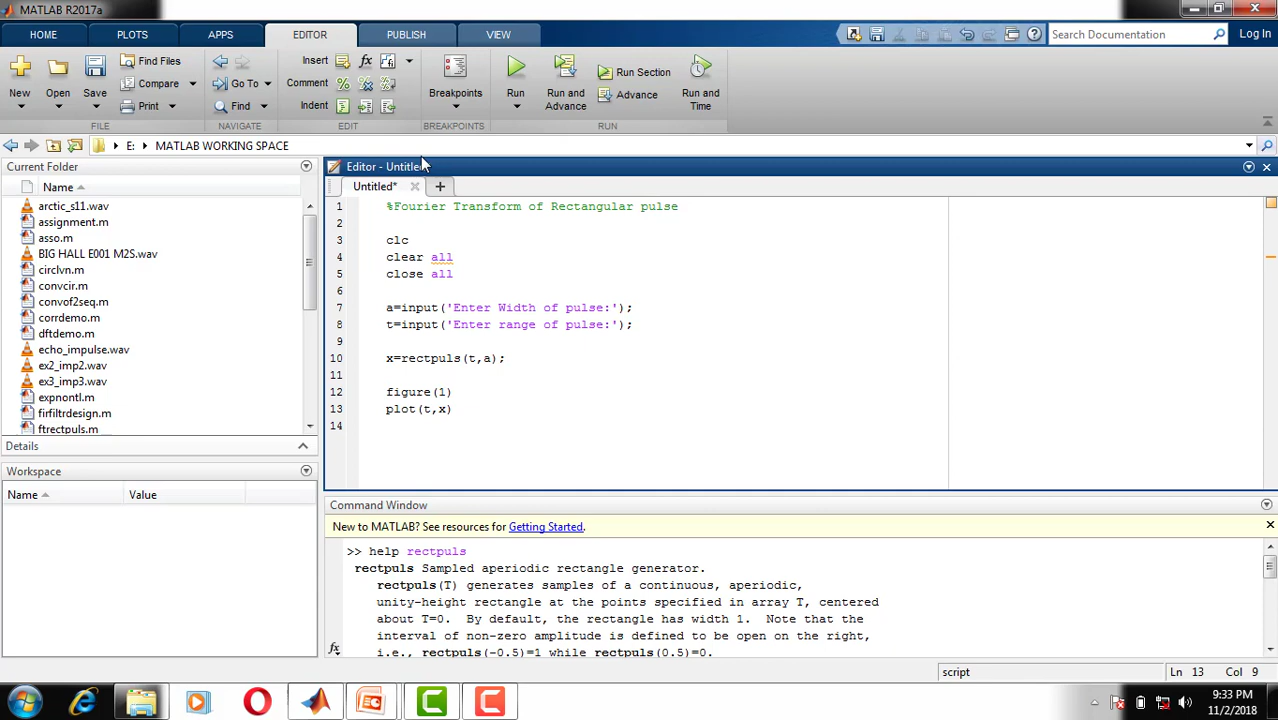 MATLAB R2017a
HOME PLOTS APPS EDITOR PUBLISH VIEW Search Documentation Log In
New Open Save Find Files Compare Print Go To Find Insert Comment Indent fx Breakpoints Run Run and Advance Run Section Advance Run and Time
FILE NAVIGATE EDIT BREAKPOINTS RUN
E: MATLAB WORKING SPACE
Current Folder
Name
arctic_s11.wav
assignment.m
asso.m
BIG HALL E001 M2S.wav
circlvn.m
convcir.m
convof2seq.m
corrdemo.m
dftdemo.m
echo_impulse.wav
ex2_imp2.wav
ex3_imp3.wav
expnontl.m
firfiltrdesign.m
ftrectpuls.m
Details
Workspace
Name Value
Editor - Untitled
Untitled*
1 %Fourier Transform of Rectangular pulse
2
3 clc
4 clear all
5 close all
6
7 a=input('Enter Width of pulse:');
8 t=input('Enter range of pulse:');
9
10 x=rectpuls(t,a);
11
12 figure(1)
13 plot(t,x)
14
Command Window
New to MATLAB? See resources for Getting Started.
>> help rectpuls
rectpuls Sampled aperiodic rectangle generator.
rectpuls(T) generates samples of a continuous, aperiodic,
unity-height rectangle at the points specified in array T, centered
about T=0. By default, the rectangle has width 1. Note that the
interval of non-zero amplitude is defined to be open on the right,
i.e., rectpuls(-0.5)=1 while rectpuls(0.5)=0.
fx
script Ln 13 Col 9
9:33 PM
11/2/2018